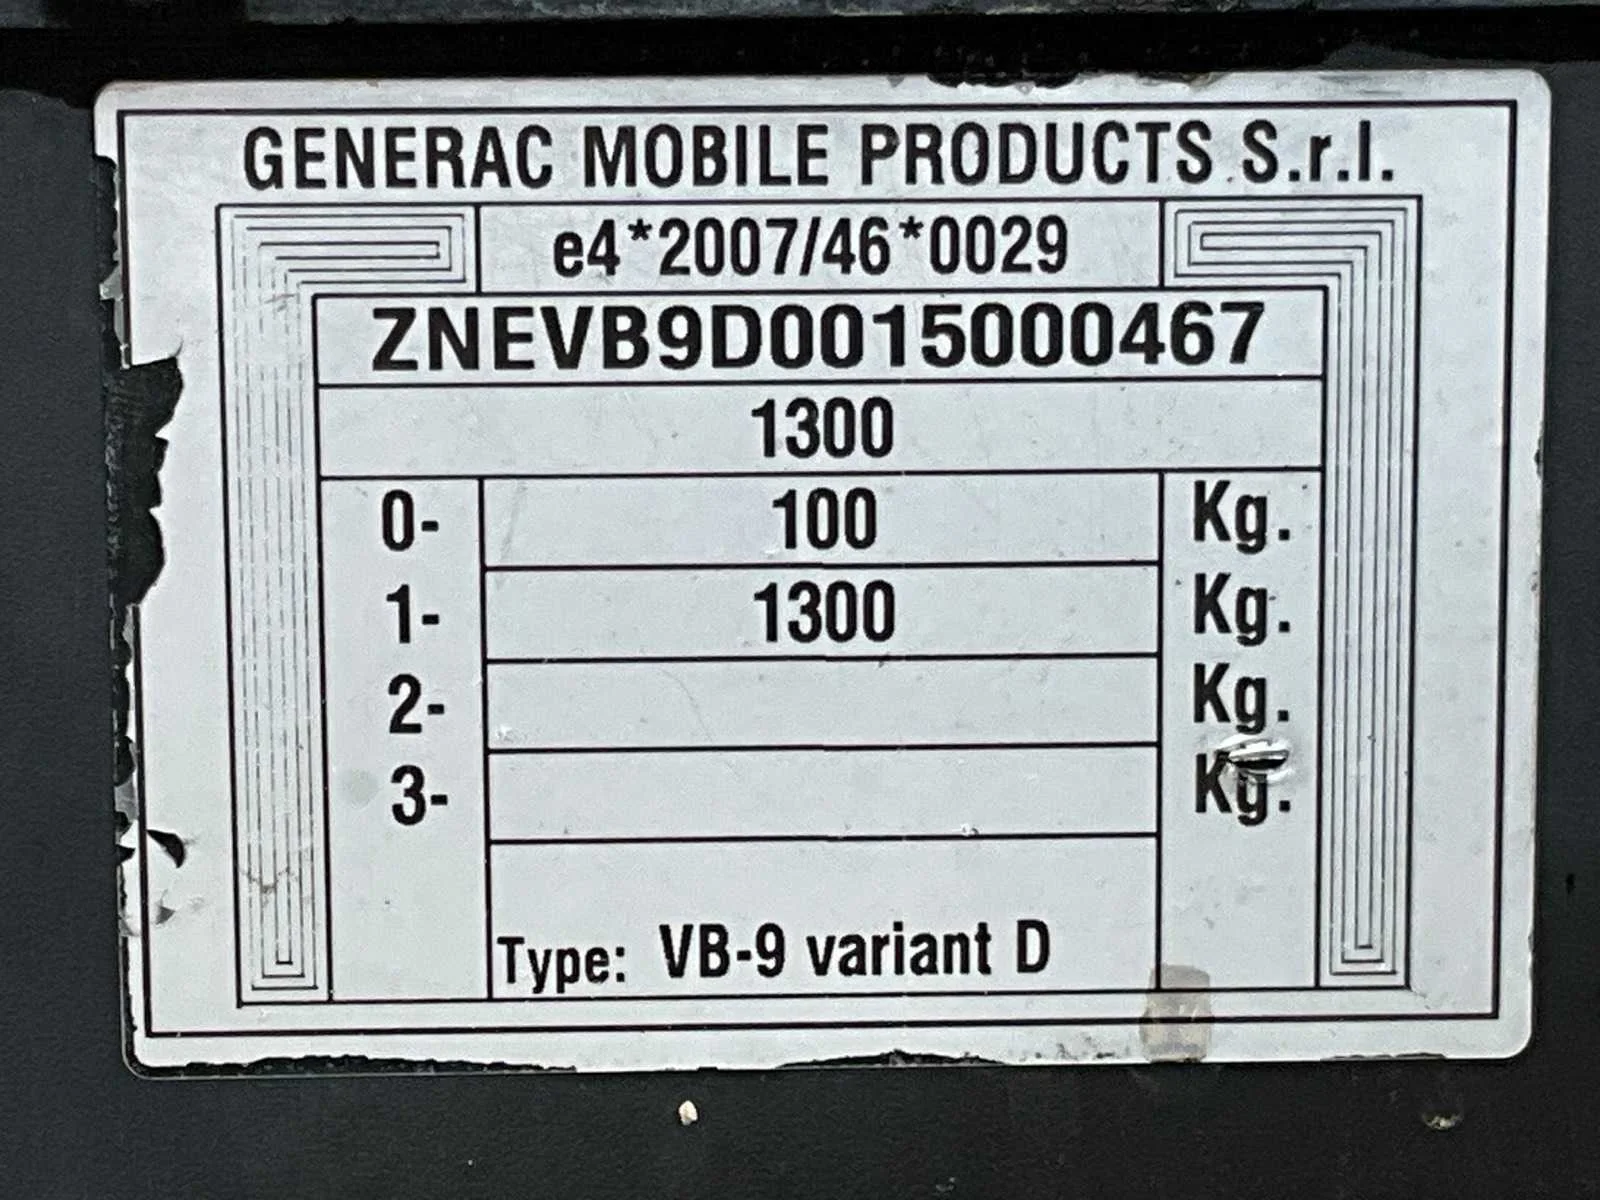 GENERAC MOBILE PRODUCTS S.r.l.
e4*2007/46*0029
ZNEVB9D0015000467
1300
0- 100 Kg.
1- 1300 Kg.
2- Kg.
3- Kg.
Type: VB-9 variant D